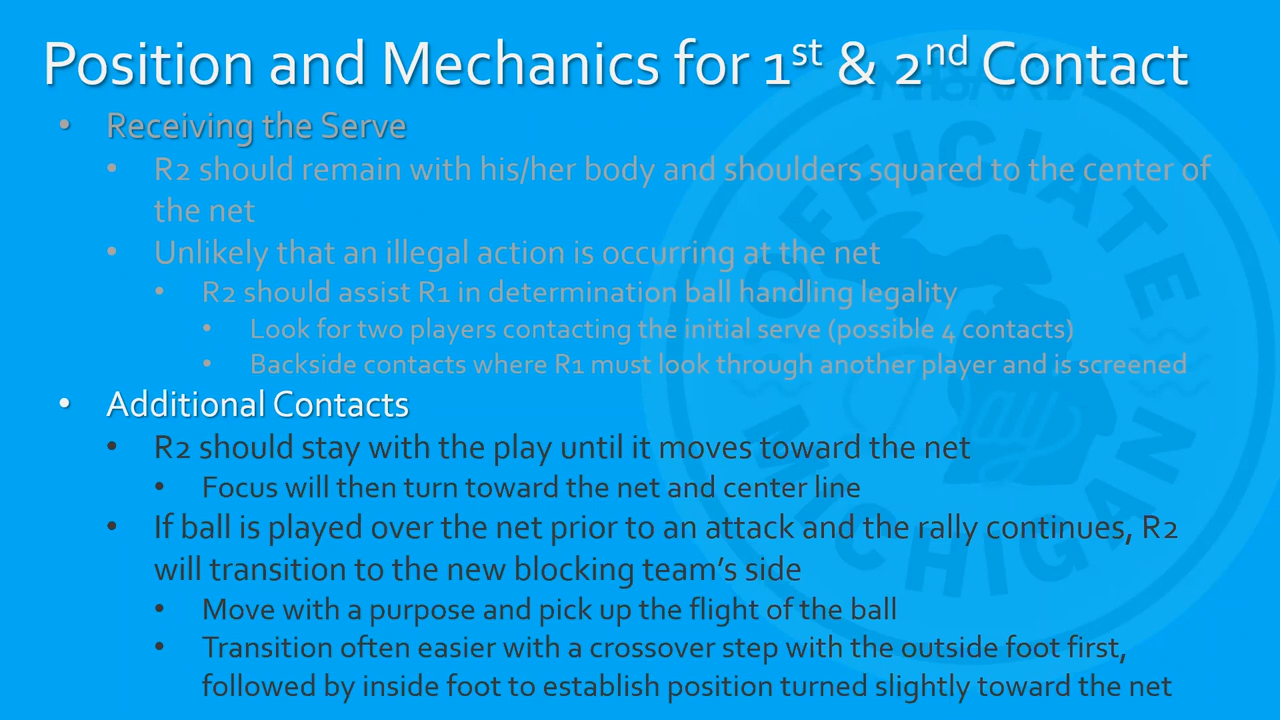 Position and Mechanics for 1st & 2nd Contact
• Receiving the Serve
• R2 should remain with his/her body and shoulders squared to the center of
the net
• Unlikely that an illegal action is occurring at the net
• R2 should assist R1 in determination ball handling legality
• Look for two players contacting the initial serve (possible 4 contacts)
• Backside contacts where R1 must look through another player and is screened
• Additional Contacts
• R2 should stay with the play until it moves toward the net
• Focus will then turn toward the net and center line
• If ball is played over the net prior to an attack and the rally continues, R2
will transition to the new blocking team’s side
• Move with a purpose and pick up the flight of the ball
• Transition often easier with a crossover step with the outside foot first,
followed by inside foot to establish position turned slightly toward the net
OFFICIATE
MICHIGAN